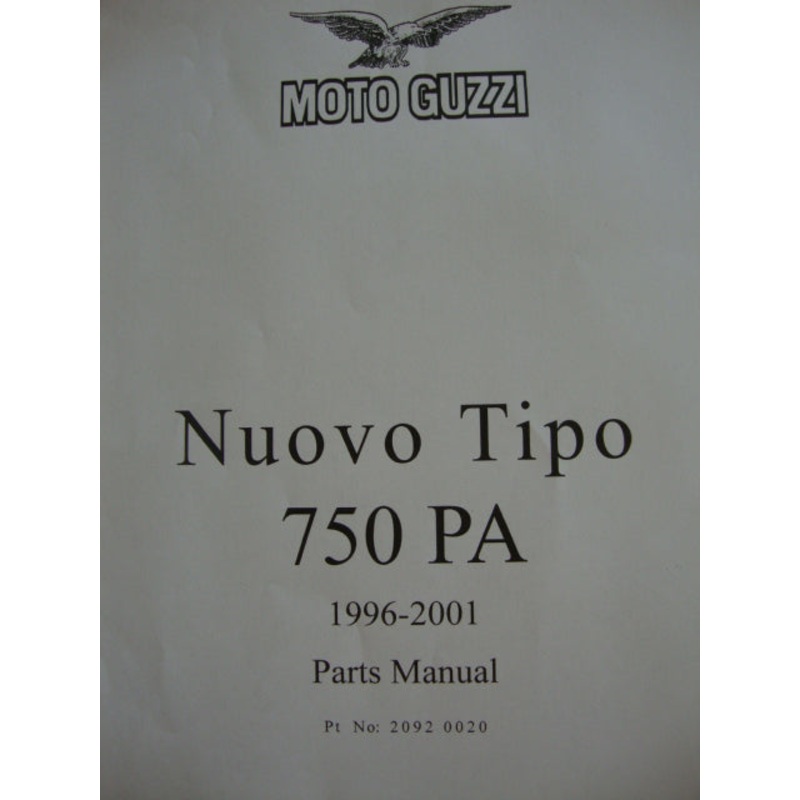 MOTO GUZZI
Nuovo Tipo
750 PA
1996-2001
Parts Manual
Pt No: 2092 0020